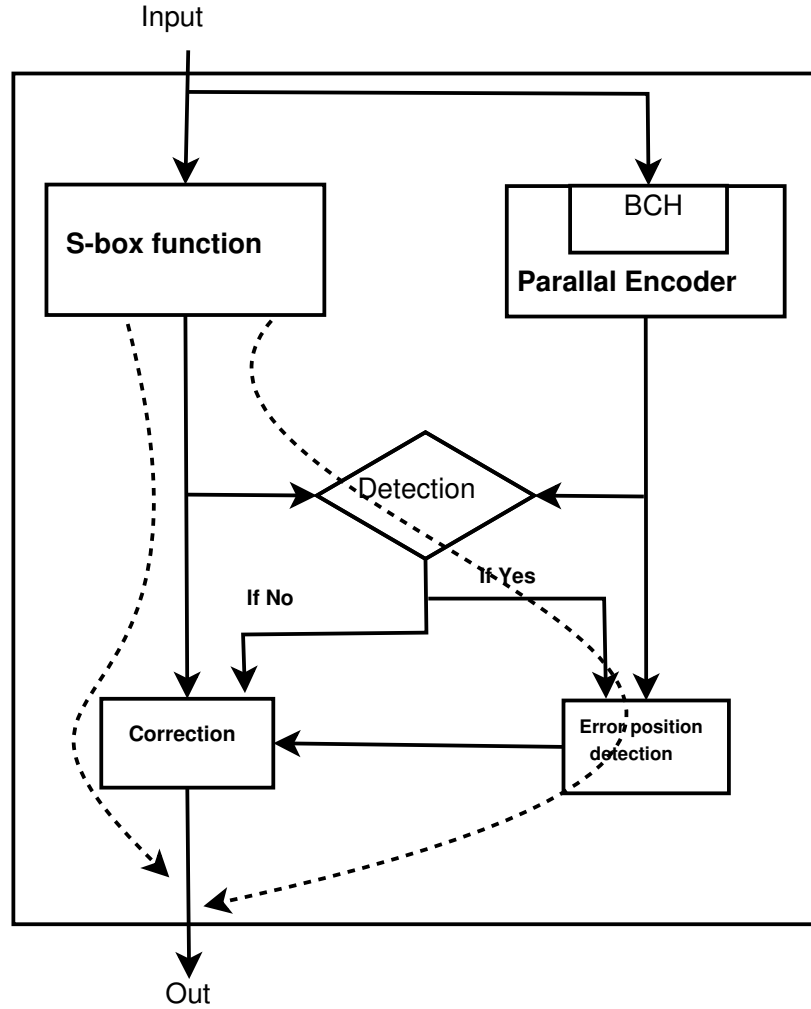 Input
BCH
S-box function
Parallal Encoder
Detection
If Yes
If No
Error position
detection
Correction
Out